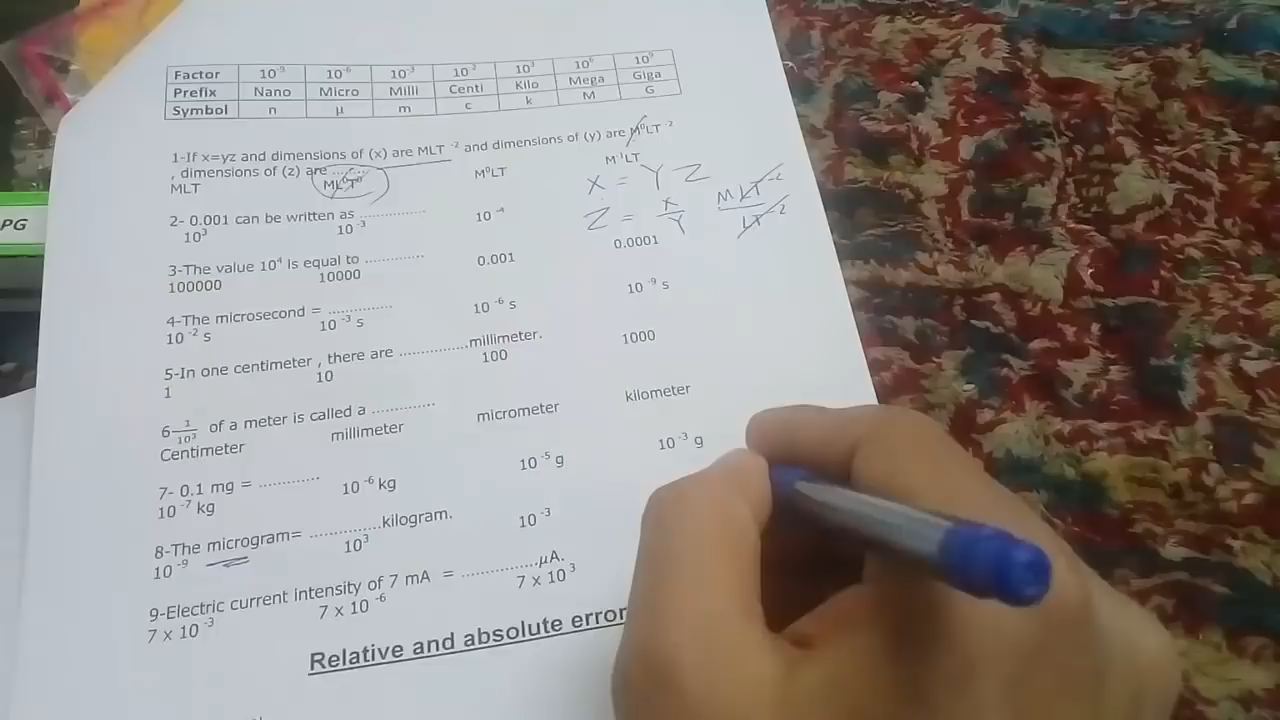 Factor 10⁻⁹ 10⁻⁶ 10⁻³ 10⁻² 10³ 10⁶ 10⁹
Prefix Nano Micro Milli Centi Kilo Mega Giga
Symbol n μ m c k M G
1-If x=yz and dimensions of (x) are MLT ⁻² and dimensions of (y) are M⁰LT ⁻²
, dimensions of (z) are ........
MLT ML⁰T⁰ M⁰LT M¹LT
X = Y Z
Z = X/Y MLT⁻²/LT⁻²
2- 0.001 can be written as ..............
10³ 10⁻³ 10⁻⁴
3-The value 10⁴ is equal to .............
100000 10000 0.001 0.0001
4-The microsecond = ..............
10⁻² s 10⁻³ s 10⁻⁶ s 10⁻⁹ s
5-In one centimeter , there are ...............millimeter.
1 10 100 1000
6- 1/10³ of a meter is called a .............
Centimeter millimeter micrometer kilometer
7- 0.1 mg = .............
10⁻⁷ kg 10⁻⁶ kg 10⁻⁵ g 10⁻³ g
8-The microgram= ...............kilogram.
10⁻⁹ 10³ 10⁻³
9-Electric current intensity of 7 mA = ................μA.
7 x 10⁻³ 7 x 10⁻⁶ 7 x 10³
Relative and absolute error
PG